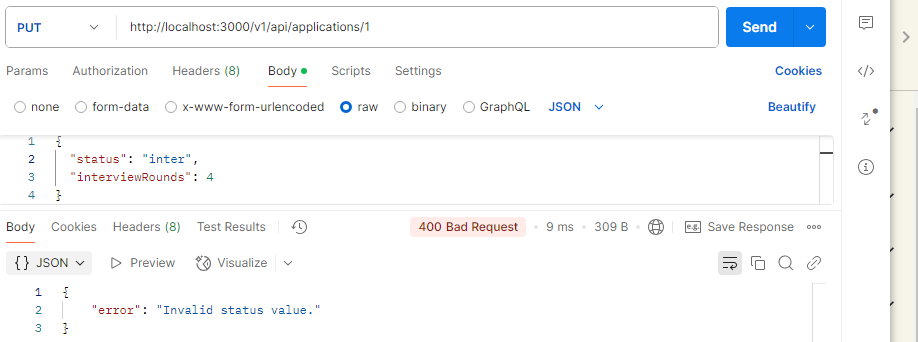 PUT http://localhost:3000/v1/api/applications/1 Send
Params Authorization Headers (8) Body Scripts Settings Cookies
none form-data x-www-form-urlencoded raw binary GraphQL JSON Beautify
1 {
2 "status": "inter",
3 "interviewRounds": 4
4 }
Body Cookies Headers (8) Test Results 400 Bad Request 9 ms 309 B e.g. Save Response
{} JSON Preview Visualize
1 {
2 "error": "Invalid status value."
3 }